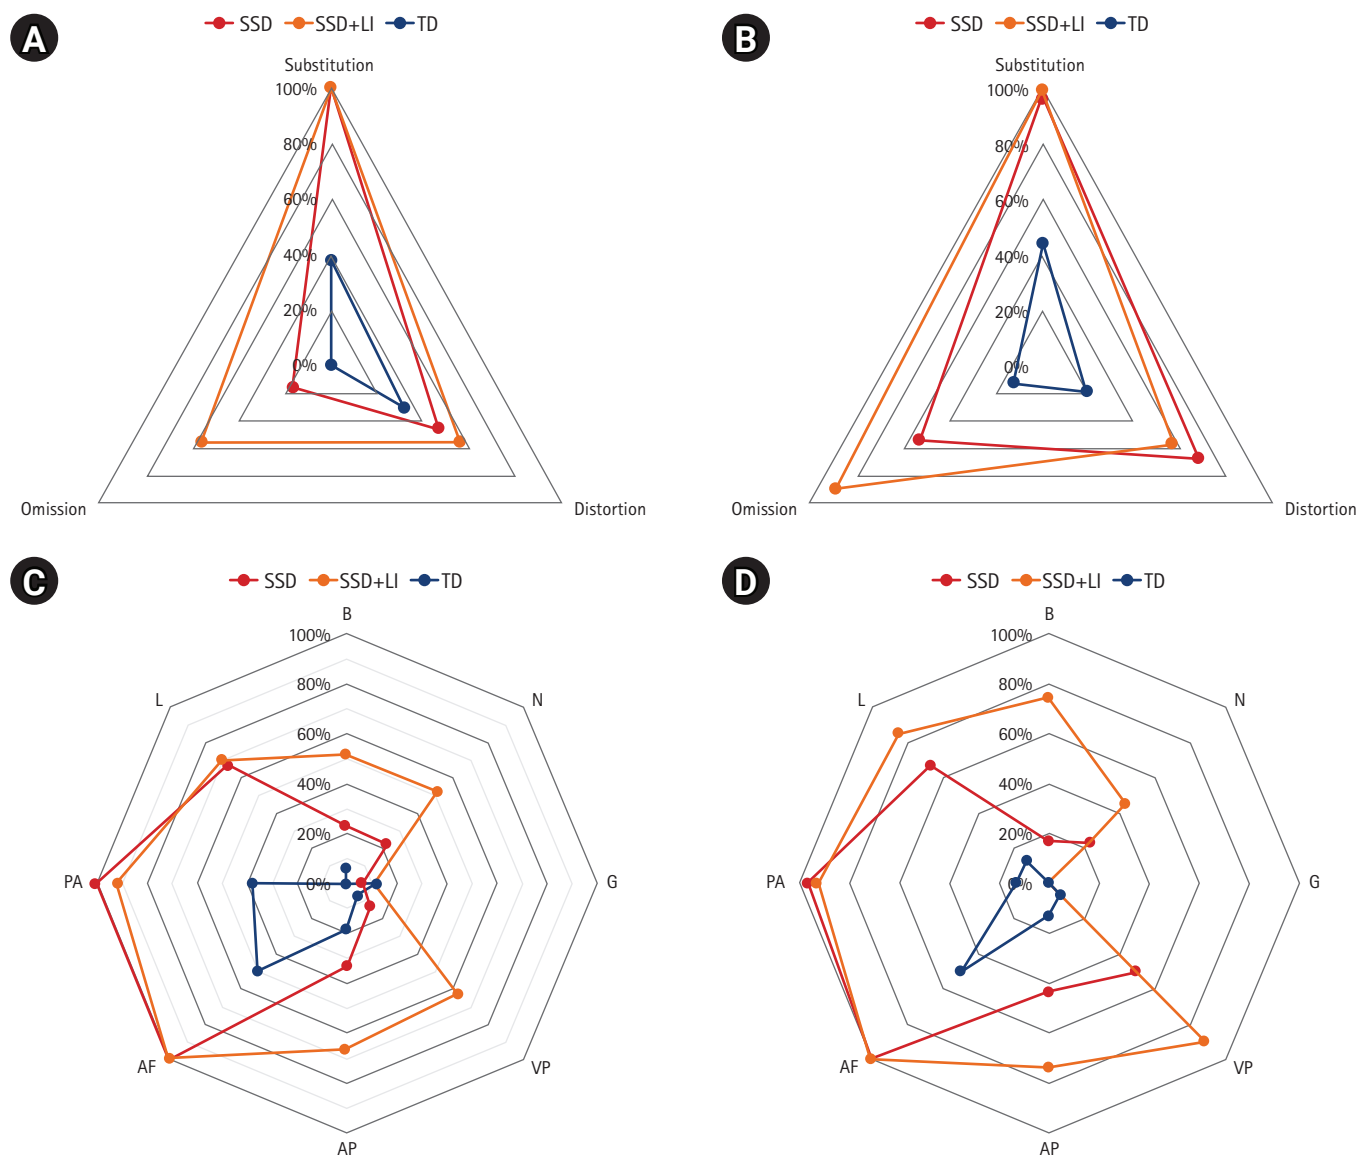 A
SSD SSD+LI TD
Substitution
100%
80%
60%
40%
20%
0%
Omission
Distortion
B
SSD SSD+LI TD
Substitution
100%
80%
60%
40%
20%
0%
Omission
Distortion
C
SSD SSD+LI TD
B
100%
80%
60%
40%
20%
0%
L
N
PA
G
AF
VP
AP
D
SSD SSD+LI TD
B
100%
80%
60%
40%
20%
0%
L
N
PA
G
AF
VP
AP